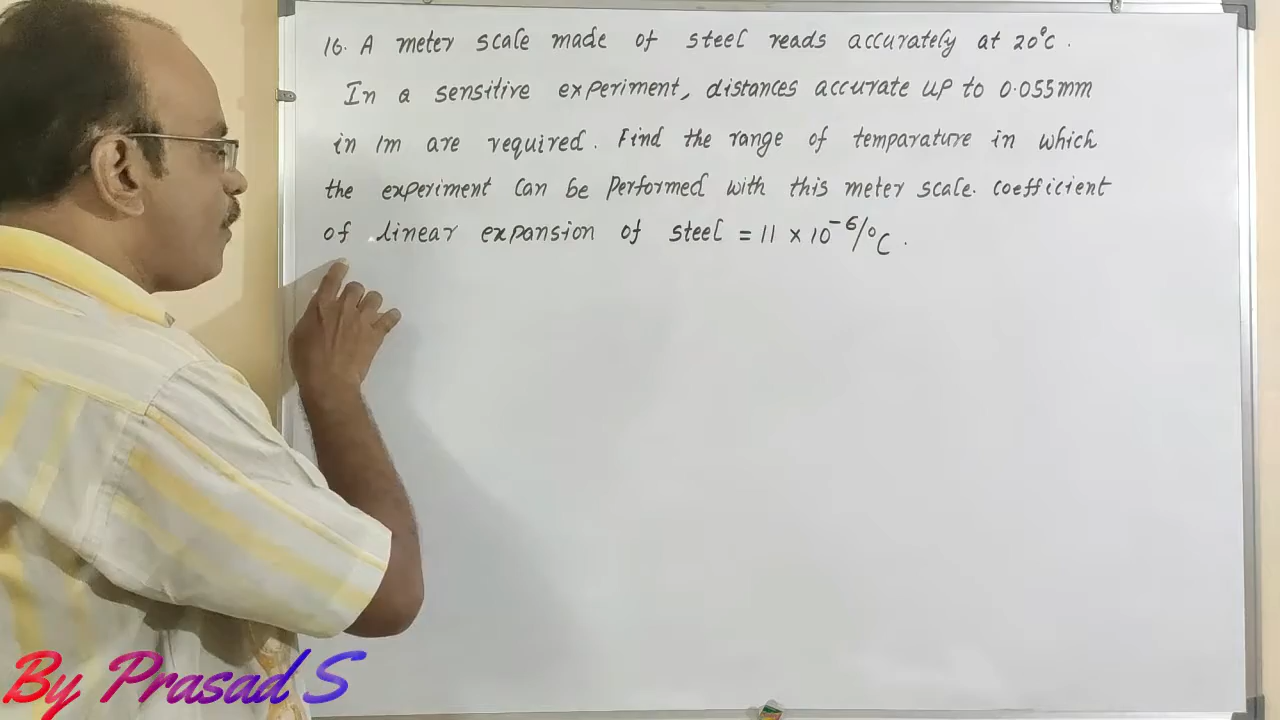 16. A meter scale made of steel reads accurately at 20°c.
In a sensitive experiment, distances accurate up to 0.055mm
in 1m are required. Find the range of temparature in which
the experiment can be performed with this meter scale. coefficient
of linear expansion of steel = 11 × 10⁻⁶/°C.
By Prasad S